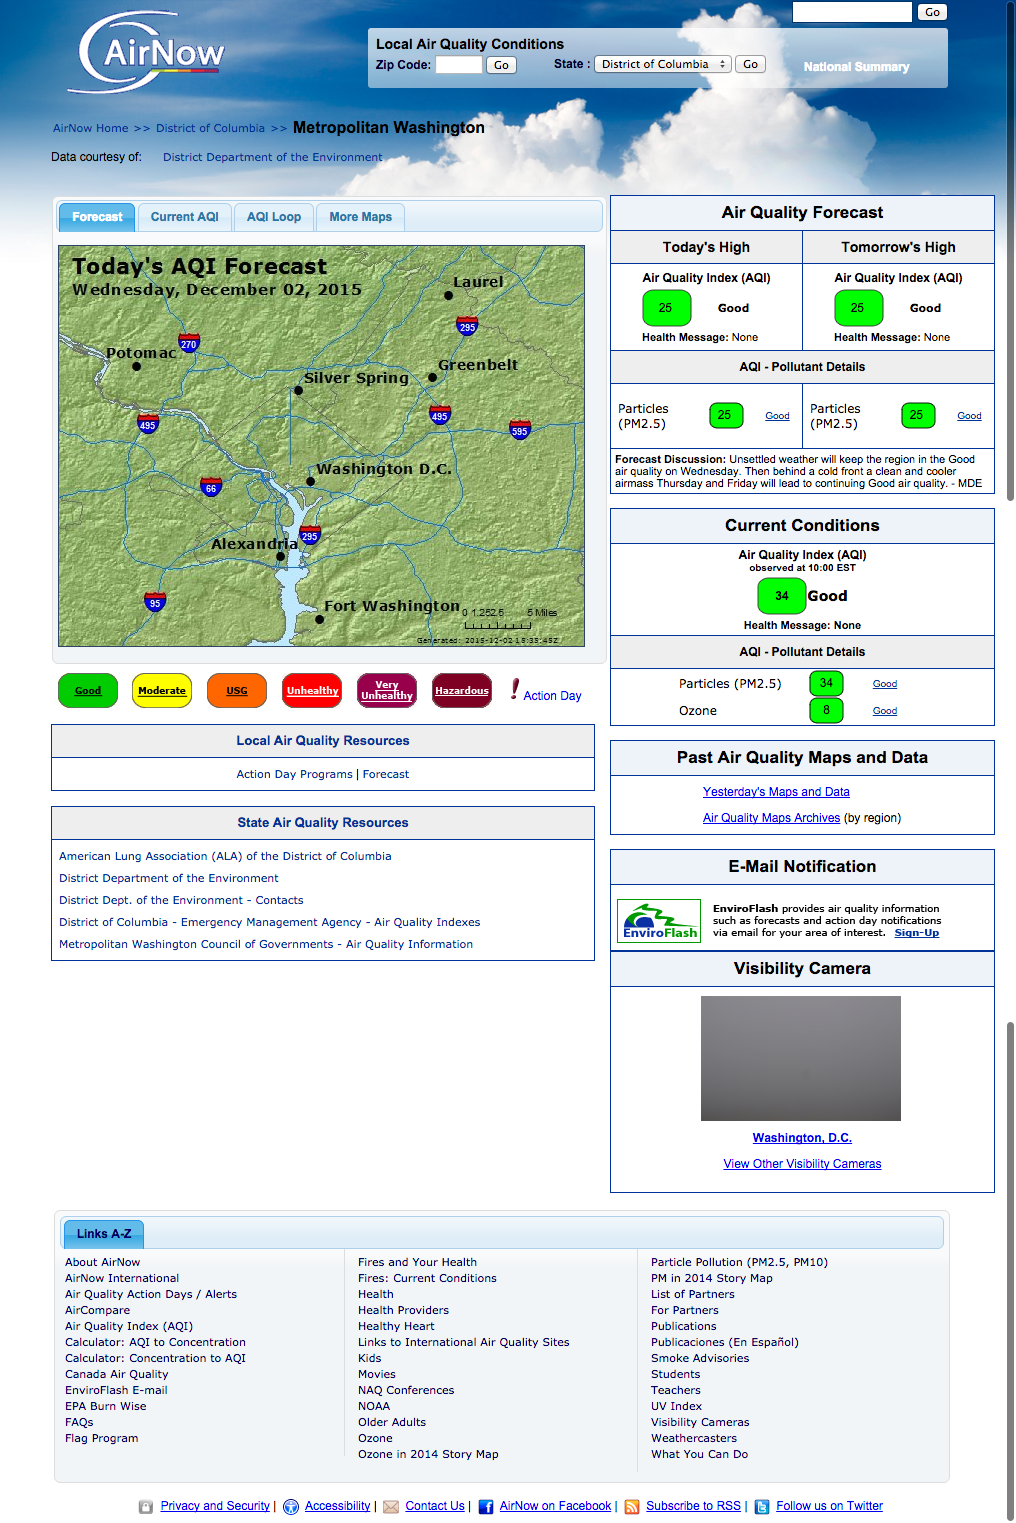 Go
AirNow
Local Air Quality Conditions
Zip Code: Go State : District of Columbia Go National Summary
AirNow Home >> District of Columbia >> Metropolitan Washington
Data courtesy of: District Department of the Environment
Forecast Current AQI AQI Loop More Maps
Today's AQI Forecast
Wednesday, December 02, 2015
Laurel
295
270
Potomac
Greenbelt
Silver Spring
495
495
595
Washington D.C.
66
295
Alexandria
95
Fort Washington
0 1.252.5 5 Miles
Generated: 2015-12-02 15:35:45Z
Good Moderate USG Unhealthy Very Unhealthy Hazardous Action Day
Local Air Quality Resources
Action Day Programs | Forecast
State Air Quality Resources
American Lung Association (ALA) of the District of Columbia
District Department of the Environment
District Dept. of the Environment - Contacts
District of Columbia - Emergency Management Agency - Air Quality Indexes
Metropolitan Washington Council of Governments - Air Quality Information
Air Quality Forecast
Today's High Tomorrow's High
Air Quality Index (AQI) Air Quality Index (AQI)
25 Good 25 Good
Health Message: None Health Message: None
AQI - Pollutant Details
Particles (PM2.5) 25 Good Particles (PM2.5) 25 Good
Forecast Discussion: Unsettled weather will keep the region in the Good
air quality on Wednesday. Then behind a cold front a clean and cooler
airmass Thursday and Friday will lead to continuing Good air quality. - MDE
Current Conditions
Air Quality Index (AQI)
observed at 10:00 EST
34 Good
Health Message: None
AQI - Pollutant Details
Particles (PM2.5) 34 Good
Ozone 8 Good
Past Air Quality Maps and Data
Yesterday's Maps and Data
Air Quality Maps Archives (by region)
E-Mail Notification
EnviroFlash
EnviroFlash provides air quality information
such as forecasts and action day notifications
via email for your area of interest. Sign-Up
Visibility Camera
Washington, D.C.
View Other Visibility Cameras
Links A-Z
About AirNow
AirNow International
Air Quality Action Days / Alerts
AirCompare
Air Quality Index (AQI)
Calculator: AQI to Concentration
Calculator: Concentration to AQI
Canada Air Quality
EnviroFlash E-mail
EPA Burn Wise
FAQs
Flag Program
Fires and Your Health
Fires: Current Conditions
Health
Health Providers
Healthy Heart
Links to International Air Quality Sites
Kids
Movies
NAQ Conferences
NOAA
Older Adults
Ozone
Ozone in 2014 Story Map
Particle Pollution (PM2.5, PM10)
PM in 2014 Story Map
List of Partners
For Partners
Publications
Publicaciones (En Español)
Smoke Advisories
Students
Teachers
UV Index
Visibility Cameras
Weathercasters
What You Can Do
Privacy and Security | Accessibility | Contact Us | AirNow on Facebook | Subscribe to RSS | Follow us on Twitter